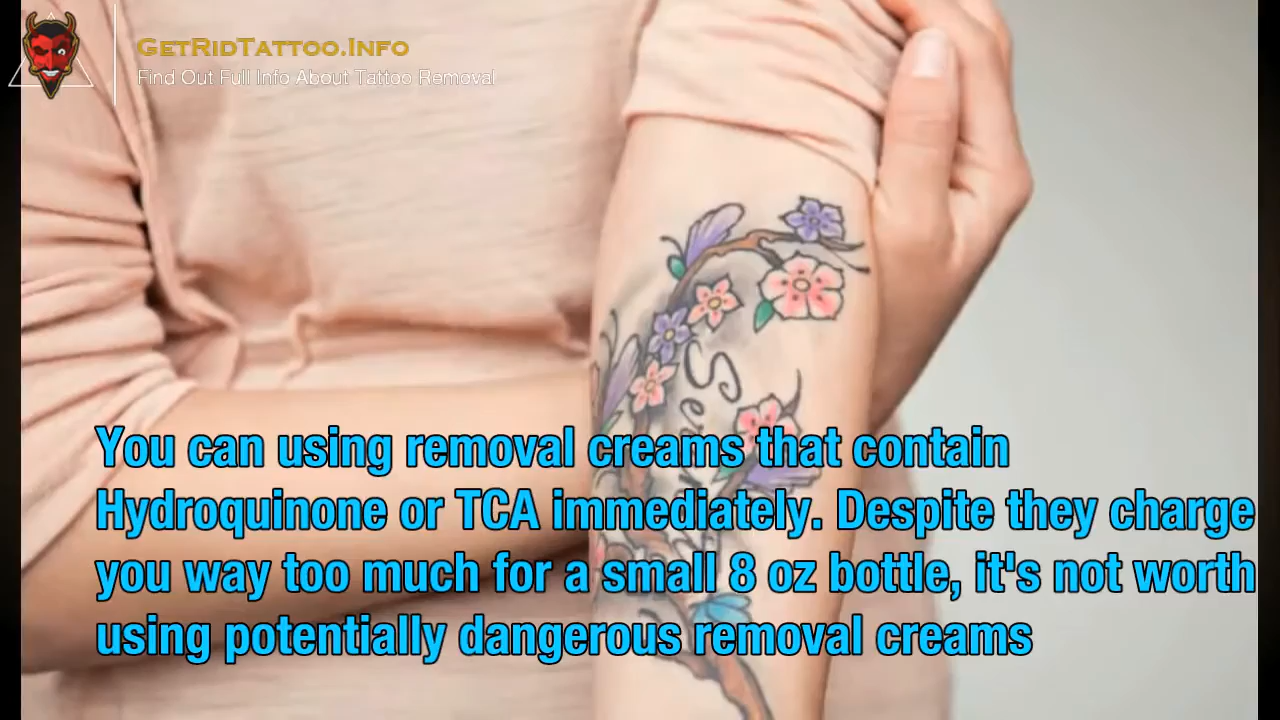 GetRidTattoo.Info
Find Out Full Info About Tattoo Removal
You can using removal creams that contain
Hydroquinone or TCA immediately. Despite they charge
you way too much for a small 8 oz bottle, it's not worth
using potentially dangerous removal creams